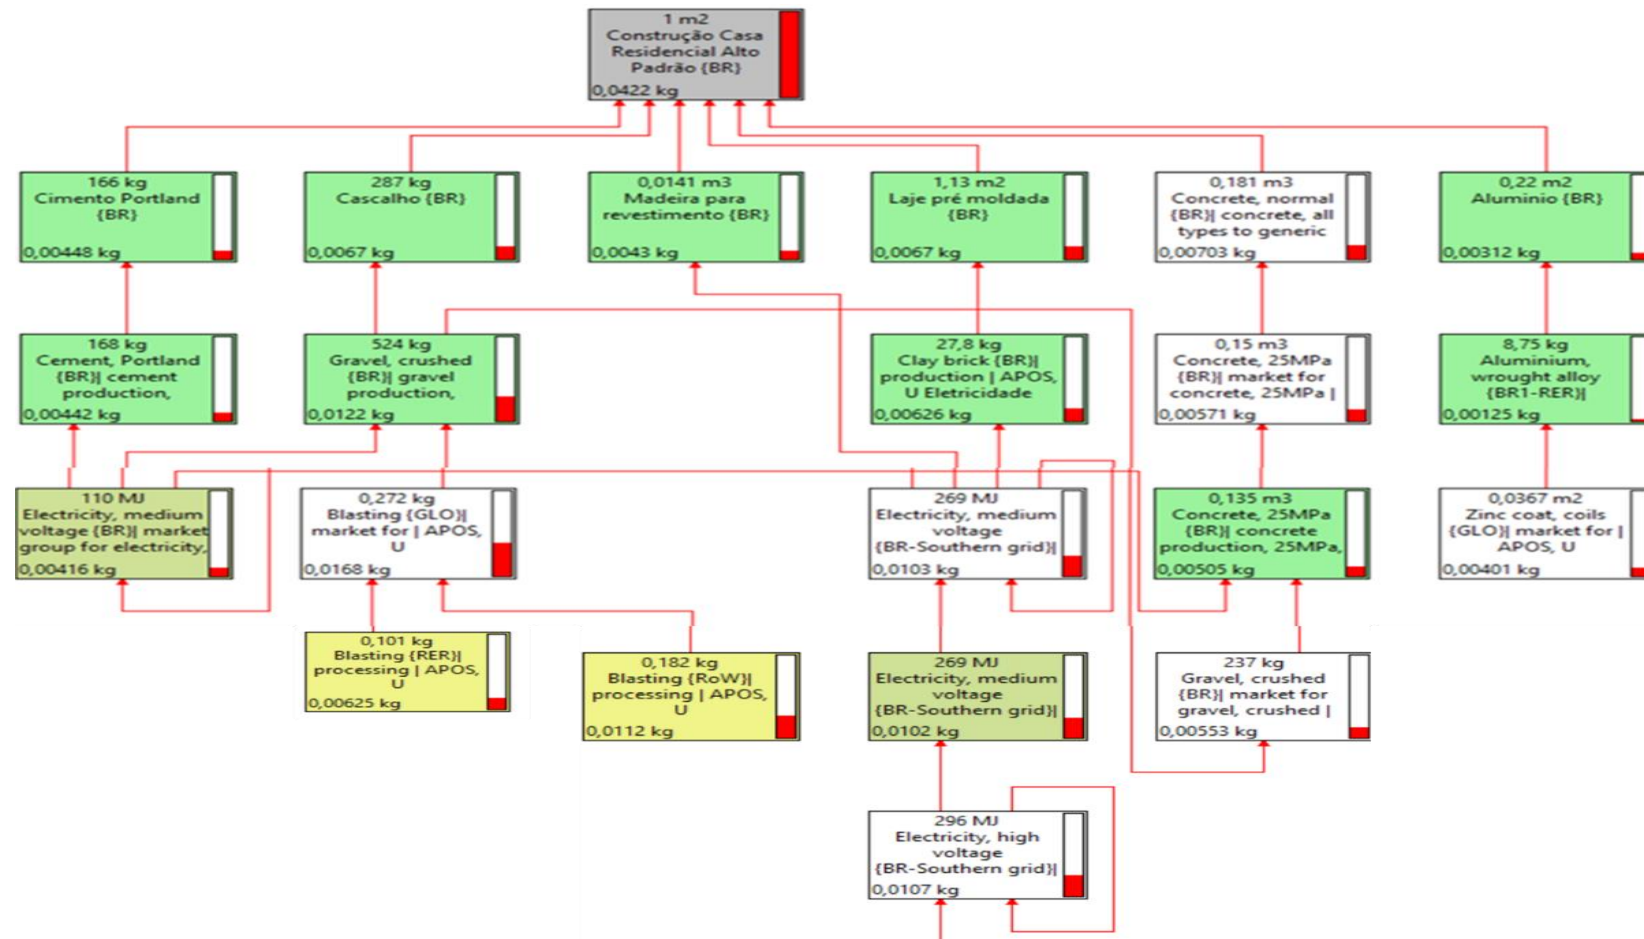 1 m2
Construção Casa
Residencial Alto
Padrão {BR}
0,0422 kg
166 kg
Cimento Portland
{BR}
0,00448 kg
287 kg
Cascalho {BR}
0,0067 kg
0,0141 m3
Madeira para
revestimento {BR}
0,0043 kg
1,13 m2
Laje pré moldada
{BR}
0,0067 kg
0,181 m3
Concrete, normal
{BR}| concrete, all
types to generic
0,00703 kg
0,22 m2
Aluminio {BR}
0,00312 kg
168 kg
Cement, Portland
{BR}| cement
production,
0,00442 kg
524 kg
Gravel, crushed
{BR}| gravel
production,
0,0122 kg
27,8 kg
Clay brick {BR}|
production | APOS,
U Eletricidade
0,00626 kg
0,15 m3
Concrete, 25MPa
{BR}| market for
concrete, 25MPa |
0,00571 kg
8,75 kg
Aluminium,
wrought alloy
{BR1-RER}|
0,00125 kg
110 MJ
Electricity, medium
voltage {BR}| market
group for electricity,
0,00416 kg
0,272 kg
Blasting {GLO}|
market for | APOS,
U
0,0168 kg
269 MJ
Electricity, medium
voltage
{BR-Southern grid}|
0,0103 kg
0,135 m3
Concrete, 25MPa
{BR}| concrete
production, 25MPa,
0,00505 kg
0,0367 m2
Zinc coat, coils
{GLO}| market for |
APOS, U
0,00401 kg
0,101 kg
Blasting {RER}|
processing | APOS,
U
0,00625 kg
0,182 kg
Blasting {RoW}|
processing | APOS,
U
0,0112 kg
269 MJ
Electricity, medium
voltage
{BR-Southern grid}|
0,0102 kg
237 kg
Gravel, crushed
{BR}| market for
gravel, crushed |
0,00553 kg
296 MJ
Electricity, high
voltage
{BR-Southern grid}|
0,0107 kg